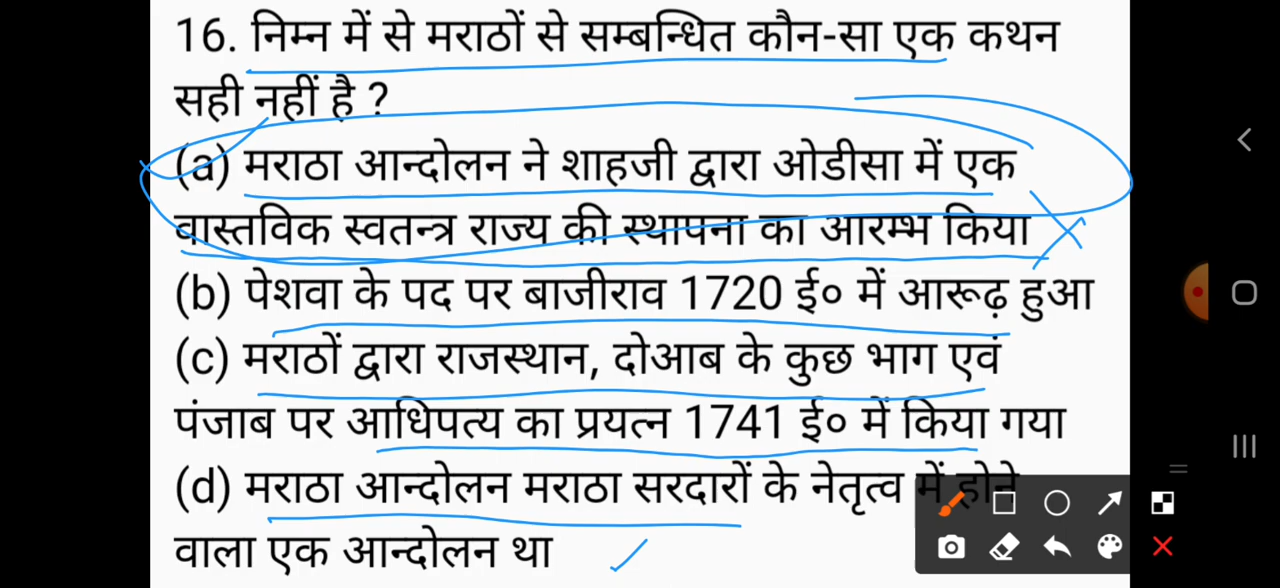 16. निम्न में से मराठों से सम्बन्धित कौन-सा एक कथन
सही नहीं है ?
(a) मराठा आन्दोलन ने शाहजी द्वारा ओडीसा में एक
वास्तविक स्वतन्त्र राज्य की स्थापना का आरम्भ किया
(b) पेशवा के पद पर बाजीराव 1720 ई० में आरूढ़ हुआ
(c) मराठों द्वारा राजस्थान, दोआब के कुछ भाग एवं
पंजाब पर आधिपत्य का प्रयत्न 1741 ई० में किया गया
(d) मराठा आन्दोलन मराठा सरदारों के नेतृत्व में होने
वाला एक आन्दोलन था